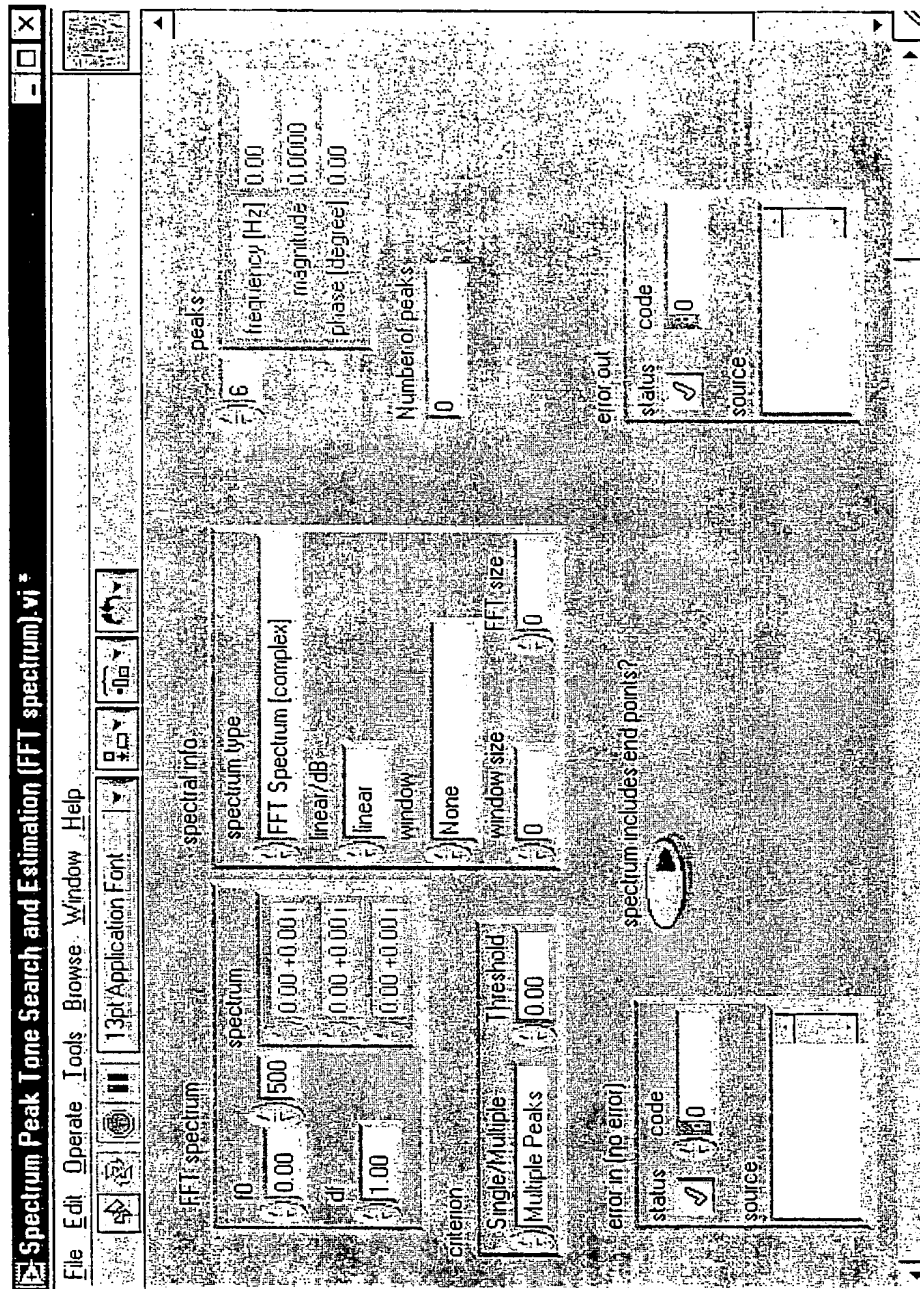 Spectrum Peak Tone Search and Estimation (FFT spectrum).vi *
File Edit Operate Tools Browse Window Help
13pt Application Font
FFT spectrum
f0
0.00
500
spectrum
0.00 +0.00 i
0.00 +0.00 i
0.00 +0.00 i
df
1.00
spectral info
spectrum type
FFT Spectrum (complex)
linear/dB
linear
window
None
window size
0
FFT size
0
peaks
6
frequency [Hz]
0.00
magnitude
0.0000
phase [degree]
0.00
Number of peaks
0
criterion
Single/Multiple
Multiple Peaks
Threshold
0.00
error in (no error)
status
code
0
source
spectrum includes end points?
error out
status
code
0
source